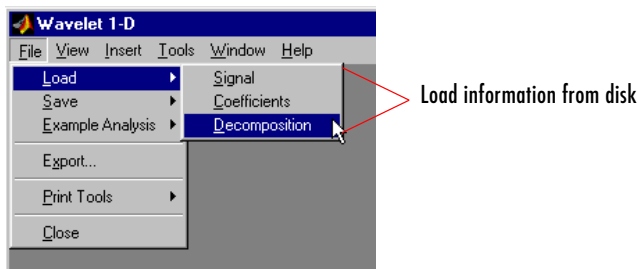 Wavelet 1-D
File View Insert Tools Window Help
Load
Save
Example Analysis
Export...
Print Tools
Close
Signal
Coefficients
Decomposition
Load information from disk